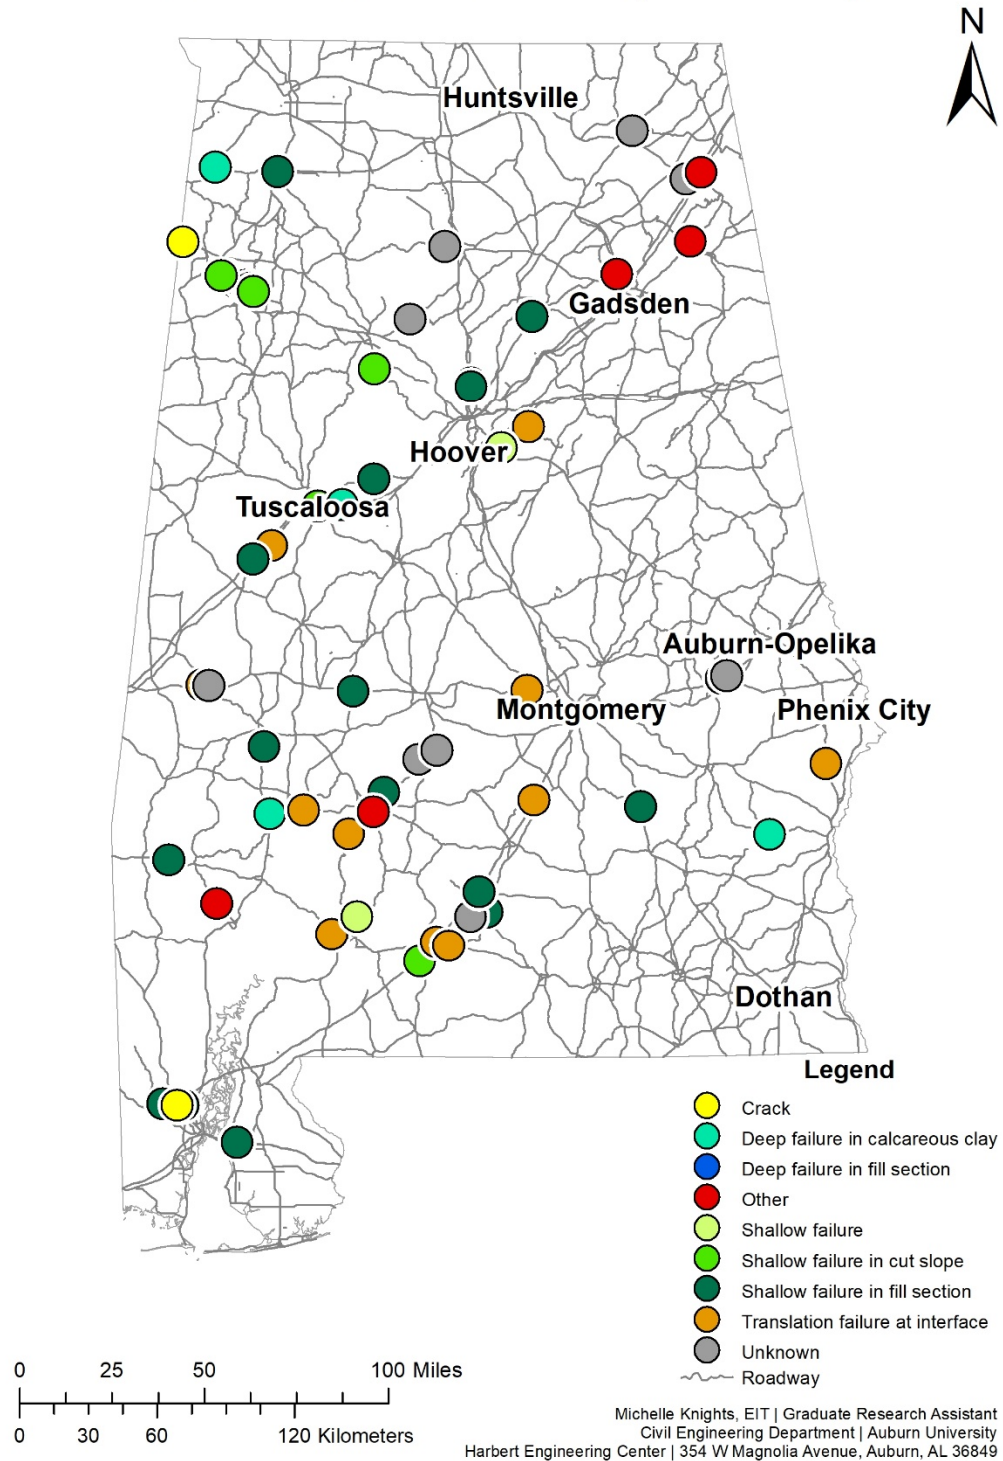 N
Huntsville
Gadsden
Hoover
Tuscaloosa
Auburn-Opelika
Montgomery
Phenix City
Dothan
Legend
Crack
Deep failure in calcareous clay
Deep failure in fill section
Other
Shallow failure
Shallow failure in cut slope
Shallow failure in fill section
Translation failure at interface
Unknown
Roadway
0 25 50 100 Miles
0 30 60 120 Kilometers
Michelle Knights, EIT | Graduate Research Assistant
Civil Engineering Department | Auburn University
Harbert Engineering Center | 354 W Magnolia Avenue, Auburn, AL 36849